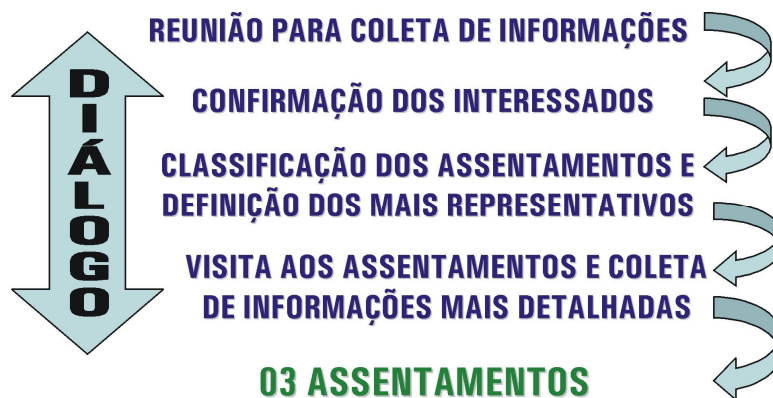 REUNIÃO PARA COLETA DE INFORMAÇÕES
DIÁLOGO
CONFIRMAÇÃO DOS INTERESSADOS
CLASSIFICAÇÃO DOS ASSENTAMENTOS E
DEFINIÇÃO DOS MAIS REPRESENTATIVOS
VISITA AOS ASSENTAMENTOS E COLETA
DE INFORMAÇÕES MAIS DETALHADAS
03 ASSENTAMENTOS